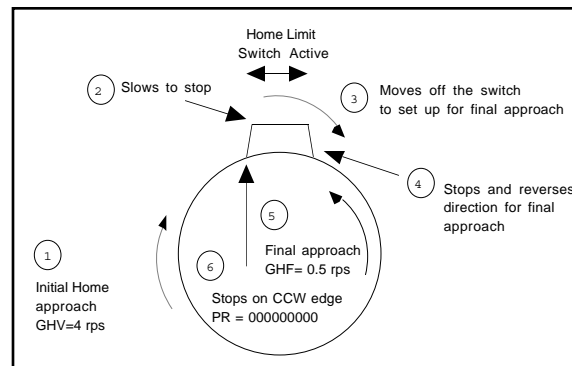 Home Limit
Switch Active
2
Slows to stop
3
Moves off the switch
to set up for final approach
4
Stops and reverses
direction for final
approach
5
Final approach
GHF= 0.5 rps
6
Stops on CCW edge
PR = 000000000
1
Initial Home
approach
GHV=4 rps